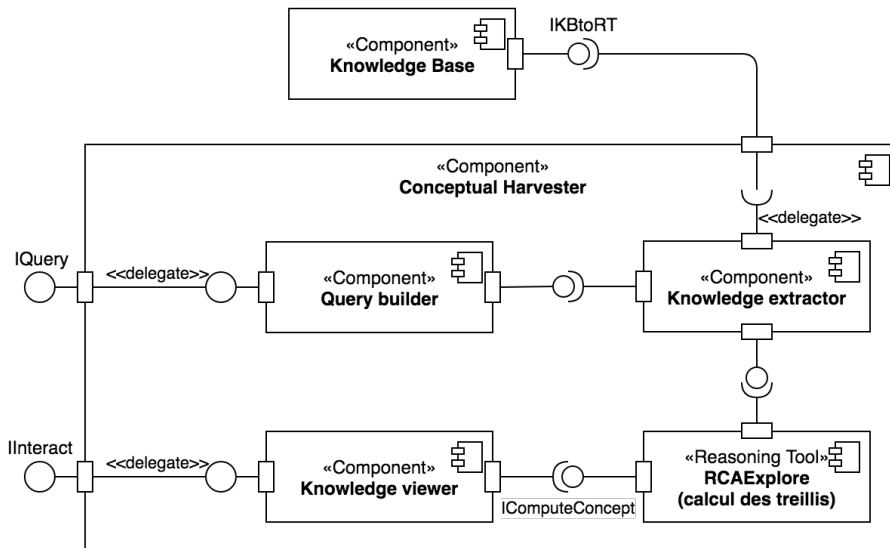 IKBtoRT
«Component»
Knowledge Base
«Component»
Conceptual Harvester
<<delegate>>
IQuery
<<delegate>>
«Component»
Query builder
«Component»
Knowledge extractor
IInteract
<<delegate>>
«Component»
Knowledge viewer
IComputeConcept
«Reasoning Tool»
RCAExplore
(calcul des treillis)